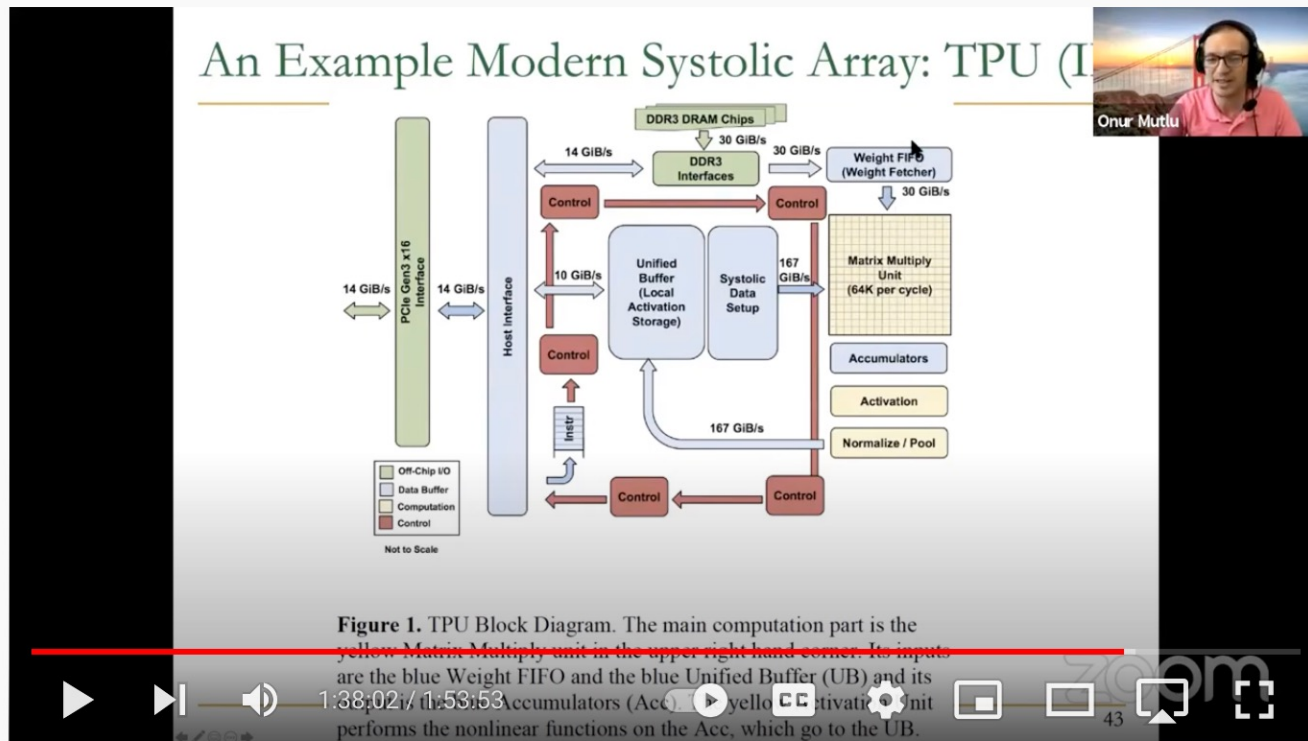 An Example Modern Systolic Array: TPU (I
Onur Mutlu
DDR3 DRAM Chips
30 GiB/s
14 GiB/s
DDR3
Interfaces
30 GiB/s
Weight FIFO
(Weight Fetcher)
30 GiB/s
Control
Control
PCIe Gen3 x16
Interface
Host Interface
14 GiB/s
14 GiB/s
10 GiB/s
Unified
Buffer
(Local
Activation
Storage)
Systolic
Data
Setup
167
GiB/s
Matrix Multiply
Unit
(64K per cycle)
Control
Accumulators
Activation
Instr
167 GiB/s
Normalize / Pool
Control
Control
Off-Chip I/O
Data Buffer
Computation
Control
Not to Scale
Figure 1. TPU Block Diagram. The main computation part is the
yellow Matrix Multiply unit in the upper right hand corner. Its inputs
are the blue Weight FIFO and the blue Unified Buffer (UB) and its
Accumulators (Acc).
performs the nonlinear functions on the Acc, which go to the UB.
1:38:02 / 1:53:53
CC
zoom
43